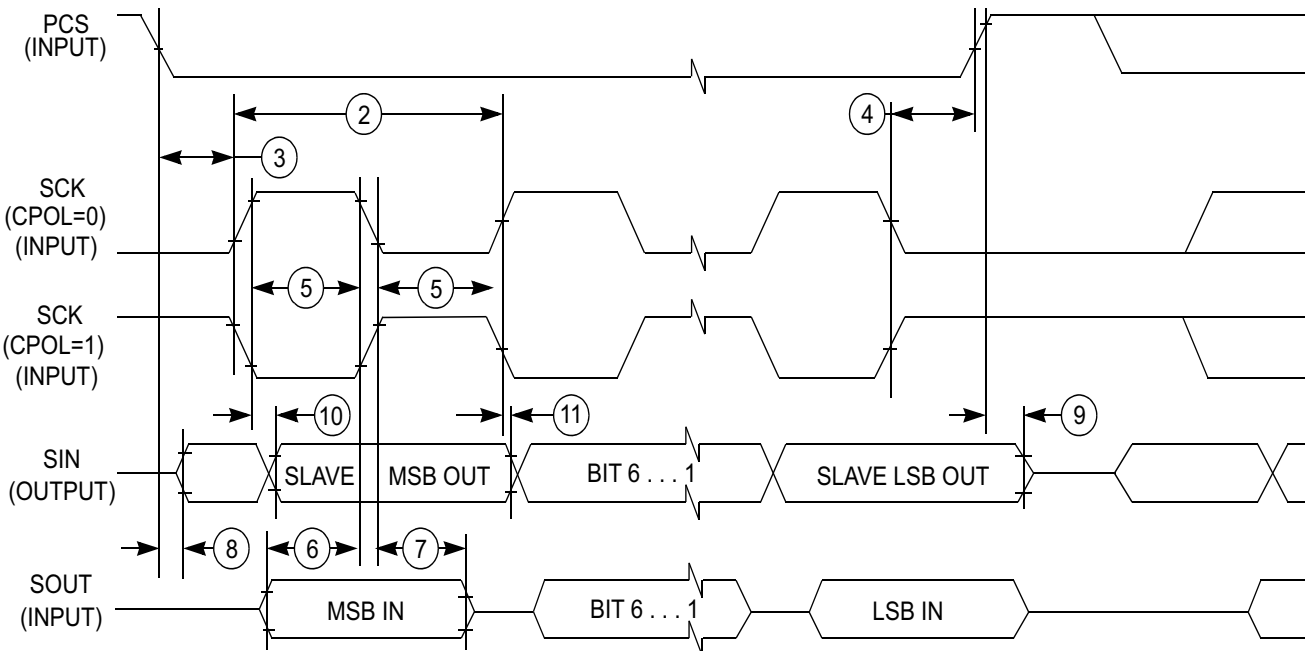 PCS
(INPUT)
2
4
3
SCK
(CPOL=0)
(INPUT)
5
5
SCK
(CPOL=1)
(INPUT)
10
11
9
SIN
(OUTPUT)
SLAVE
MSB OUT
BIT 6 . . . 1
SLAVE LSB OUT
8
6
7
SOUT
(INPUT)
MSB IN
BIT 6 . . . 1
LSB IN